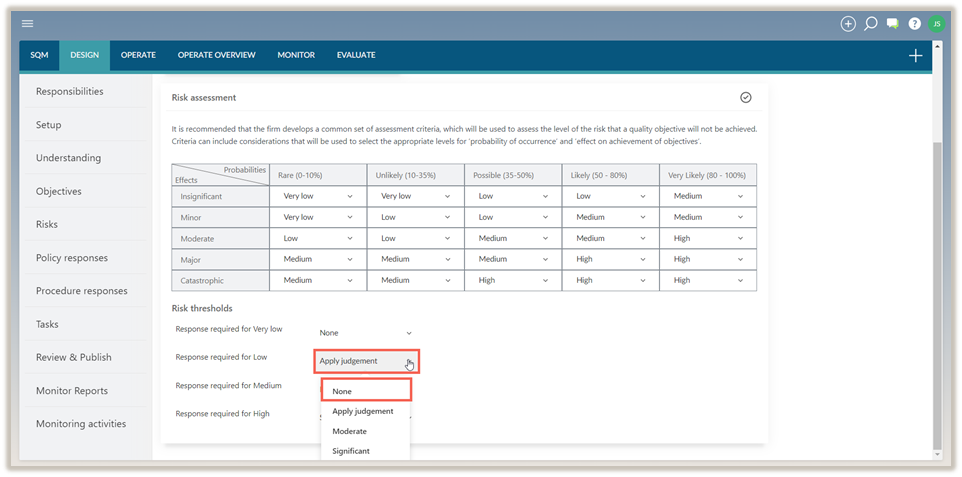 JS
SQM DESIGN OPERATE OPERATE OVERVIEW MONITOR EVALUATE
Responsibilities
Setup
Understanding
Objectives
Risks
Policy responses
Procedure responses
Tasks
Review & Publish
Monitor Reports
Monitoring activities
Risk assessment
It is recommended that the firm develops a common set of assessment criteria, which will be used to assess the level of the risk that a quality objective will not be achieved.
Criteria can include considerations that will be used to select the appropriate levels for 'probability of occurrence' and 'effect on achievement of objectives'.
Probabilities
Effects
Rare (0-10%) Unlikely (10-35%) Possible (35-50%) Likely (50 - 80%) Very Likely (80 - 100%)
Insignificant Very low Very low Low Low Medium
Minor Very low Low Low Medium Medium
Moderate Low Low Medium Medium High
Major Medium Medium Medium High High
Catastrophic Medium Medium High High High
Risk thresholds
Response required for Very low None
Response required for Low Apply judgement
Response required for Medium
Response required for High
None
Apply judgement
Moderate
Significant